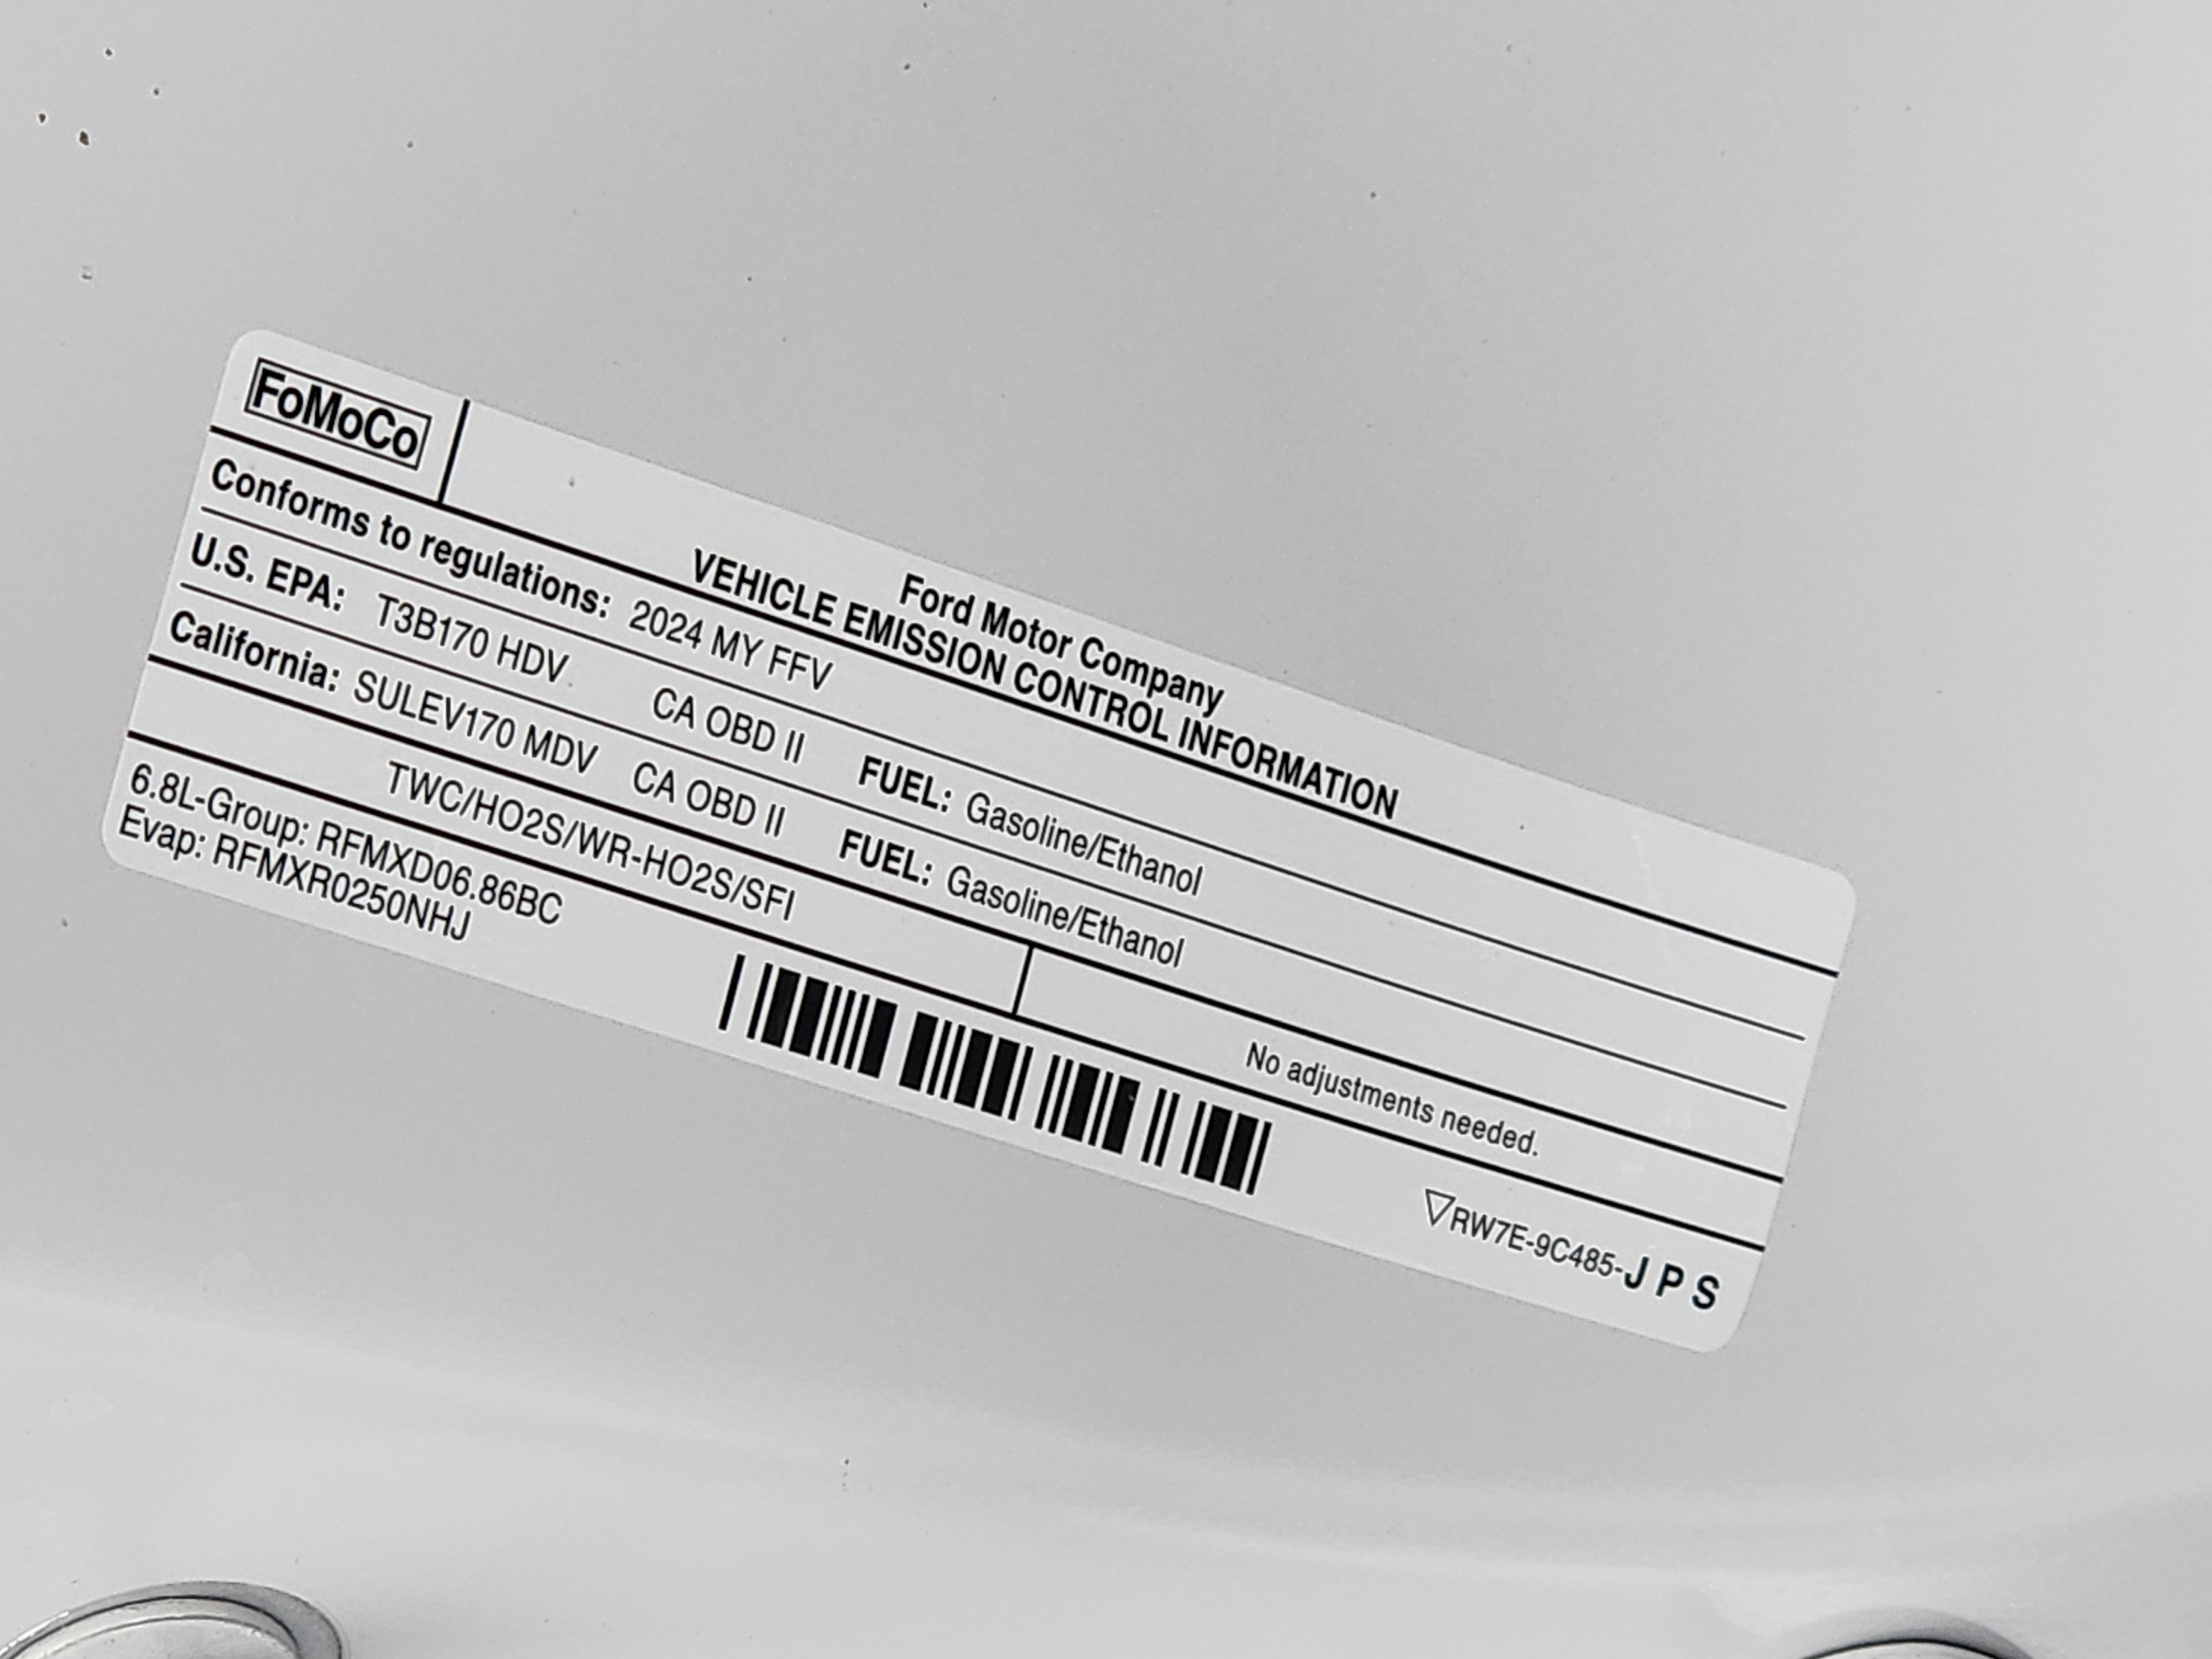 FoMoCo
Ford Motor Company
VEHICLE EMISSION CONTROL INFORMATION
Conforms to regulations: 2024 MY FFV
U.S. EPA: T3B170 HDV CA OBD II FUEL: Gasoline/Ethanol
California: SULEV170 MDV CA OBD II FUEL: Gasoline/Ethanol
TWC/HO2S/WR-HO2S/SFI No adjustments needed.
6.8L-Group: RFMXD06.86BC
Evap: RFMXR0250NHJ
RW7E-9C485-J P S